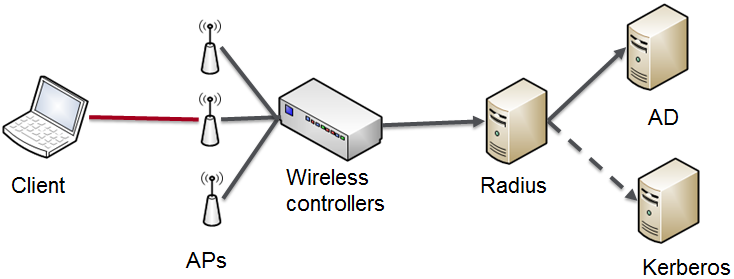 Client
APs
Wireless
controllers
Radius
AD
Kerberos